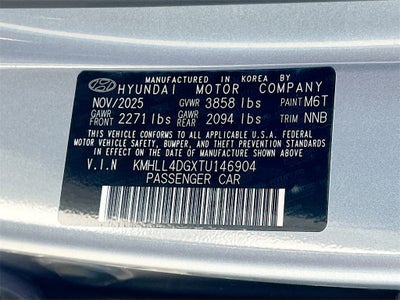 MANUFACTURED IN KOREA BY
HYUNDAI MOTOR COMPANY
NOV/2025 GVWR 3858 lbs PAINT M6T
GAWR FRONT 2271 lbs GAWR REAR 2094 lbs TRIM NNB
THIS VEHICLE CONFORMS TO ALL APPLICABLE U.S.A. FEDERAL
MOTOR VEHICLE SAFETY, BUMPER, AND THEFT PREVENTION
STANDARDS IN EFFECT ON THE DATE OF MANUFACTURE SHOWN ABOVE.
V.I.N KMHLL4DGXTU146904
PASSENGER CAR